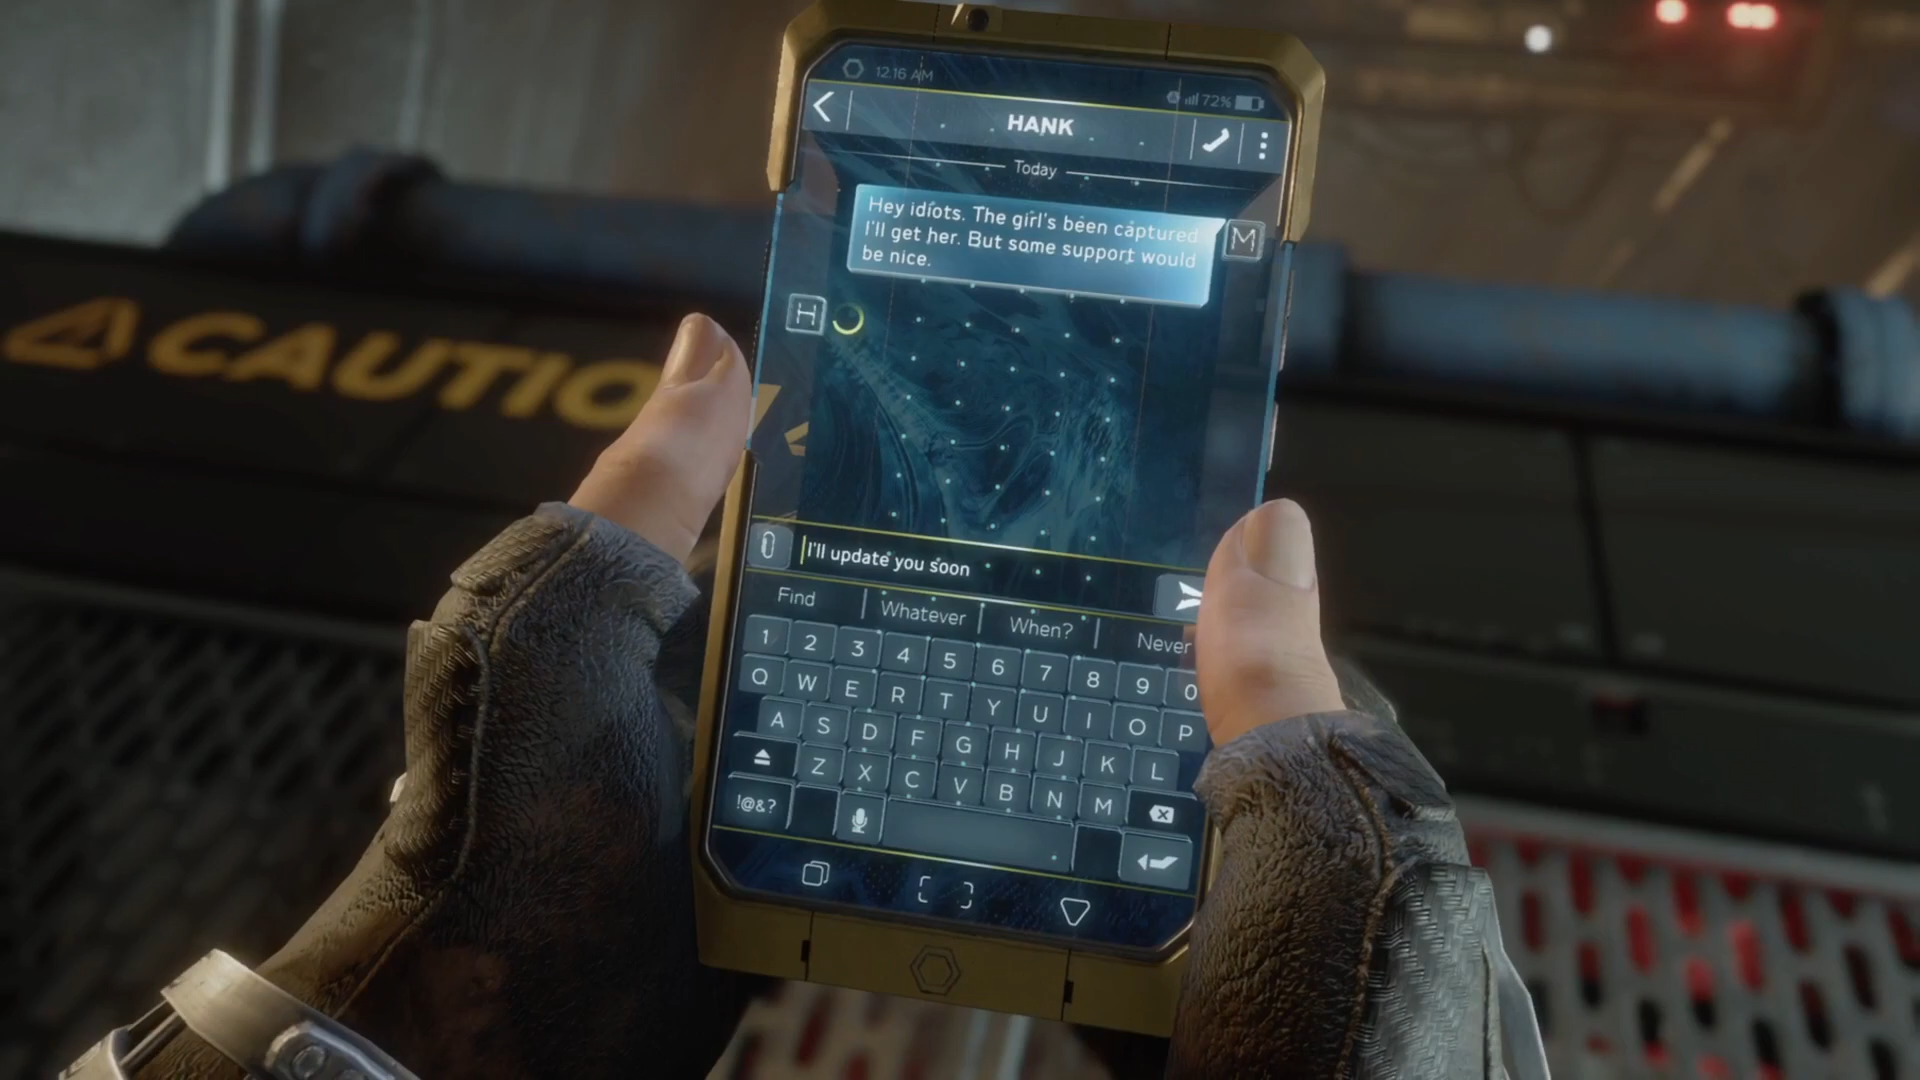 12.16 AM
72%
HANK
Today
Hey idiots. The girl's been captured
I'll get her. But some support would
be nice.
M
H
CAUTIO
I'll update you soon
Find Whatever When? Never
1 2 3 4 5 6 7 8 9 0
Q W E R T Y U I O P
A S D F G H J K L
Z X C V B N M
!@&?
.